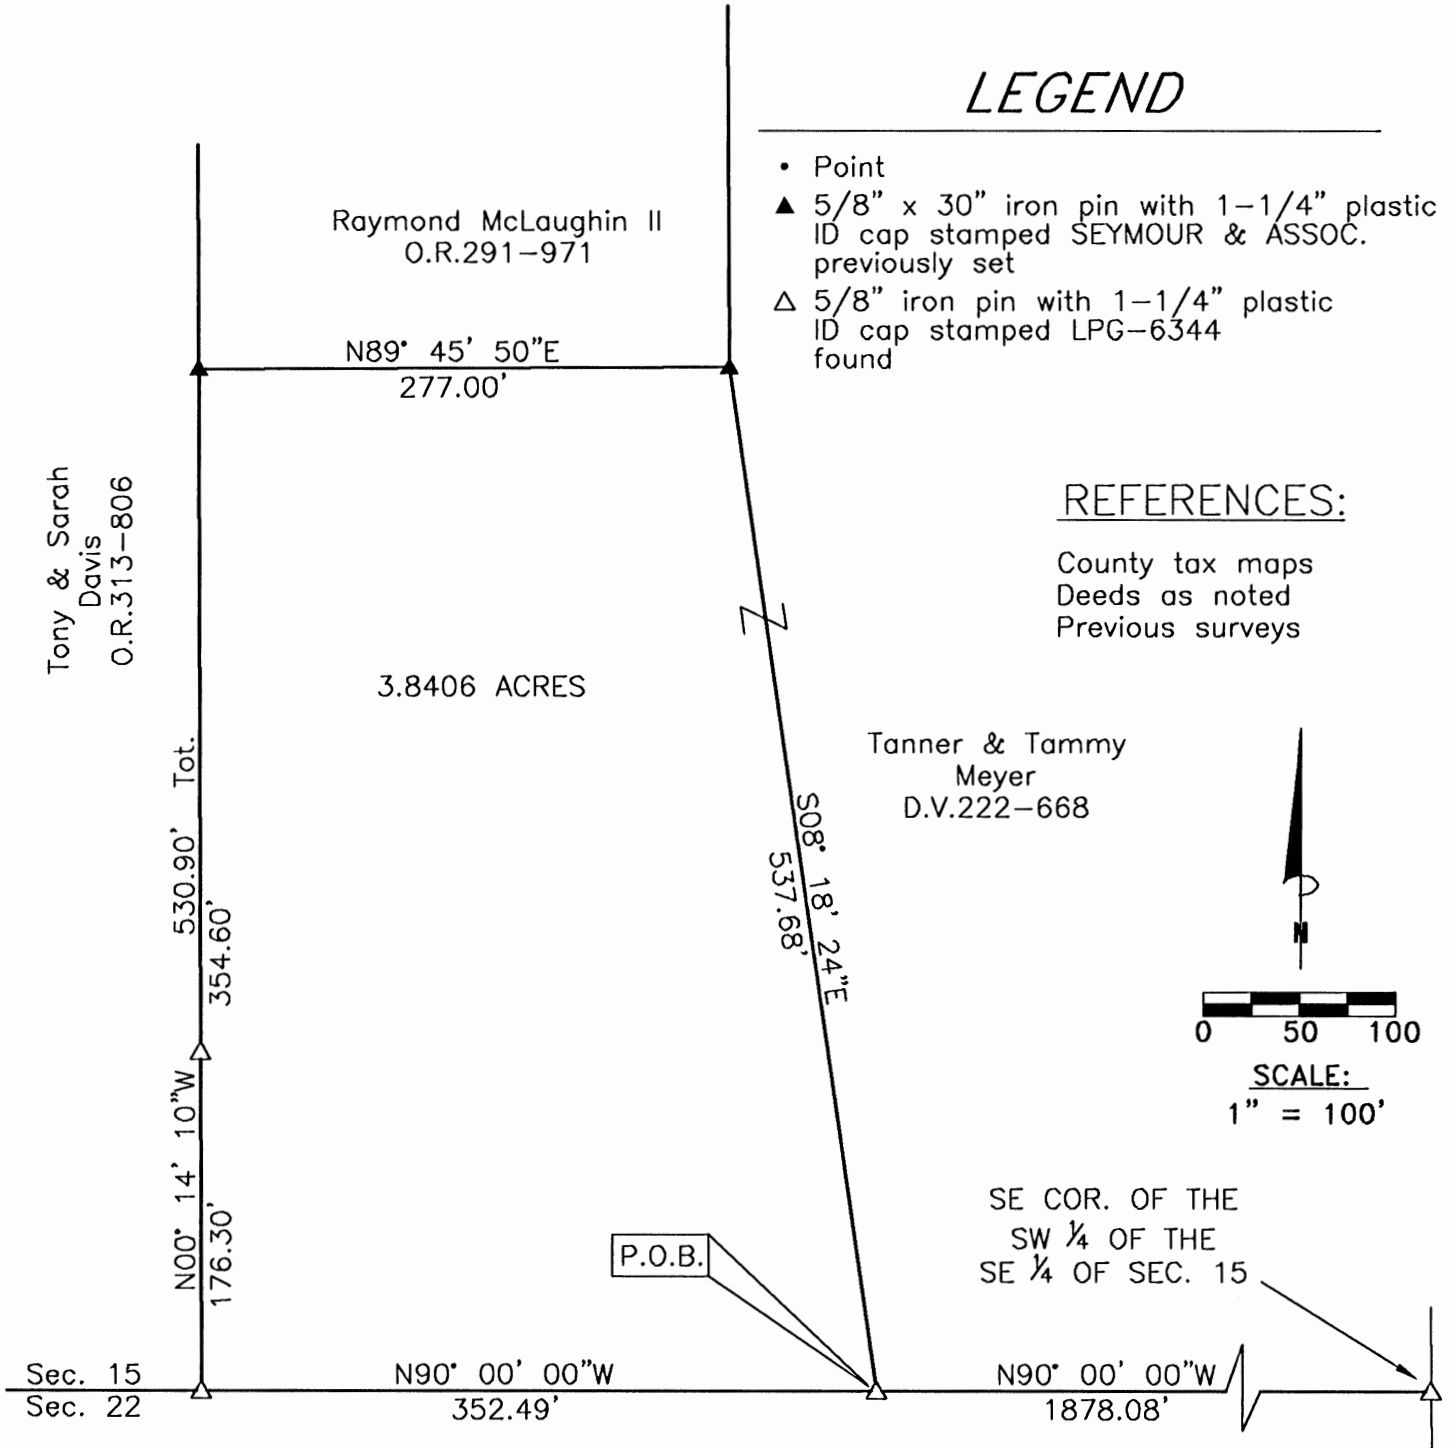 LEGEND
• Point
▲ 5/8" x 30" iron pin with 1-1/4" plastic
ID cap stamped SEYMOUR & ASSOC.
previously set
△ 5/8" iron pin with 1-1/4" plastic
ID cap stamped LPG-6344
found
Raymond McLaughin II
O.R.291-971
N89° 45' 50"E
277.00'
Tony & Sarah
Davis
O.R.313-806
REFERENCES:
County tax maps
Deeds as noted
Previous surveys
3.8406 ACRES
Tanner & Tammy
Meyer
D.V.222-668
N00° 14' 10"W 530.90' Tot.
354.60'
176.30'
S08° 18' 24"E
537.68'
N
0 50 100
SCALE:
1" = 100'
SE COR. OF THE
SW ¼ OF THE
SE ¼ OF SEC. 15
P.O.B.
Sec. 15
Sec. 22
N90° 00' 00"W
352.49'
N90° 00' 00"W
1878.08'